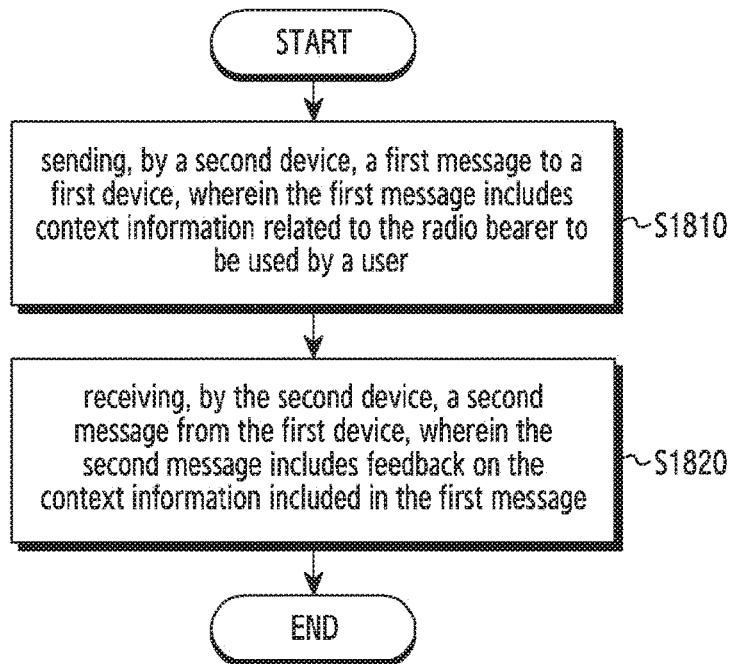 START
sending, by a second device, a first message to a
first device, wherein the first message includes
context information related to the radio bearer to
be used by a user
S1810
receiving, by the second device, a second
message from the first device, wherein the
second message includes feedback on the
context information included in the first message
S1820
END